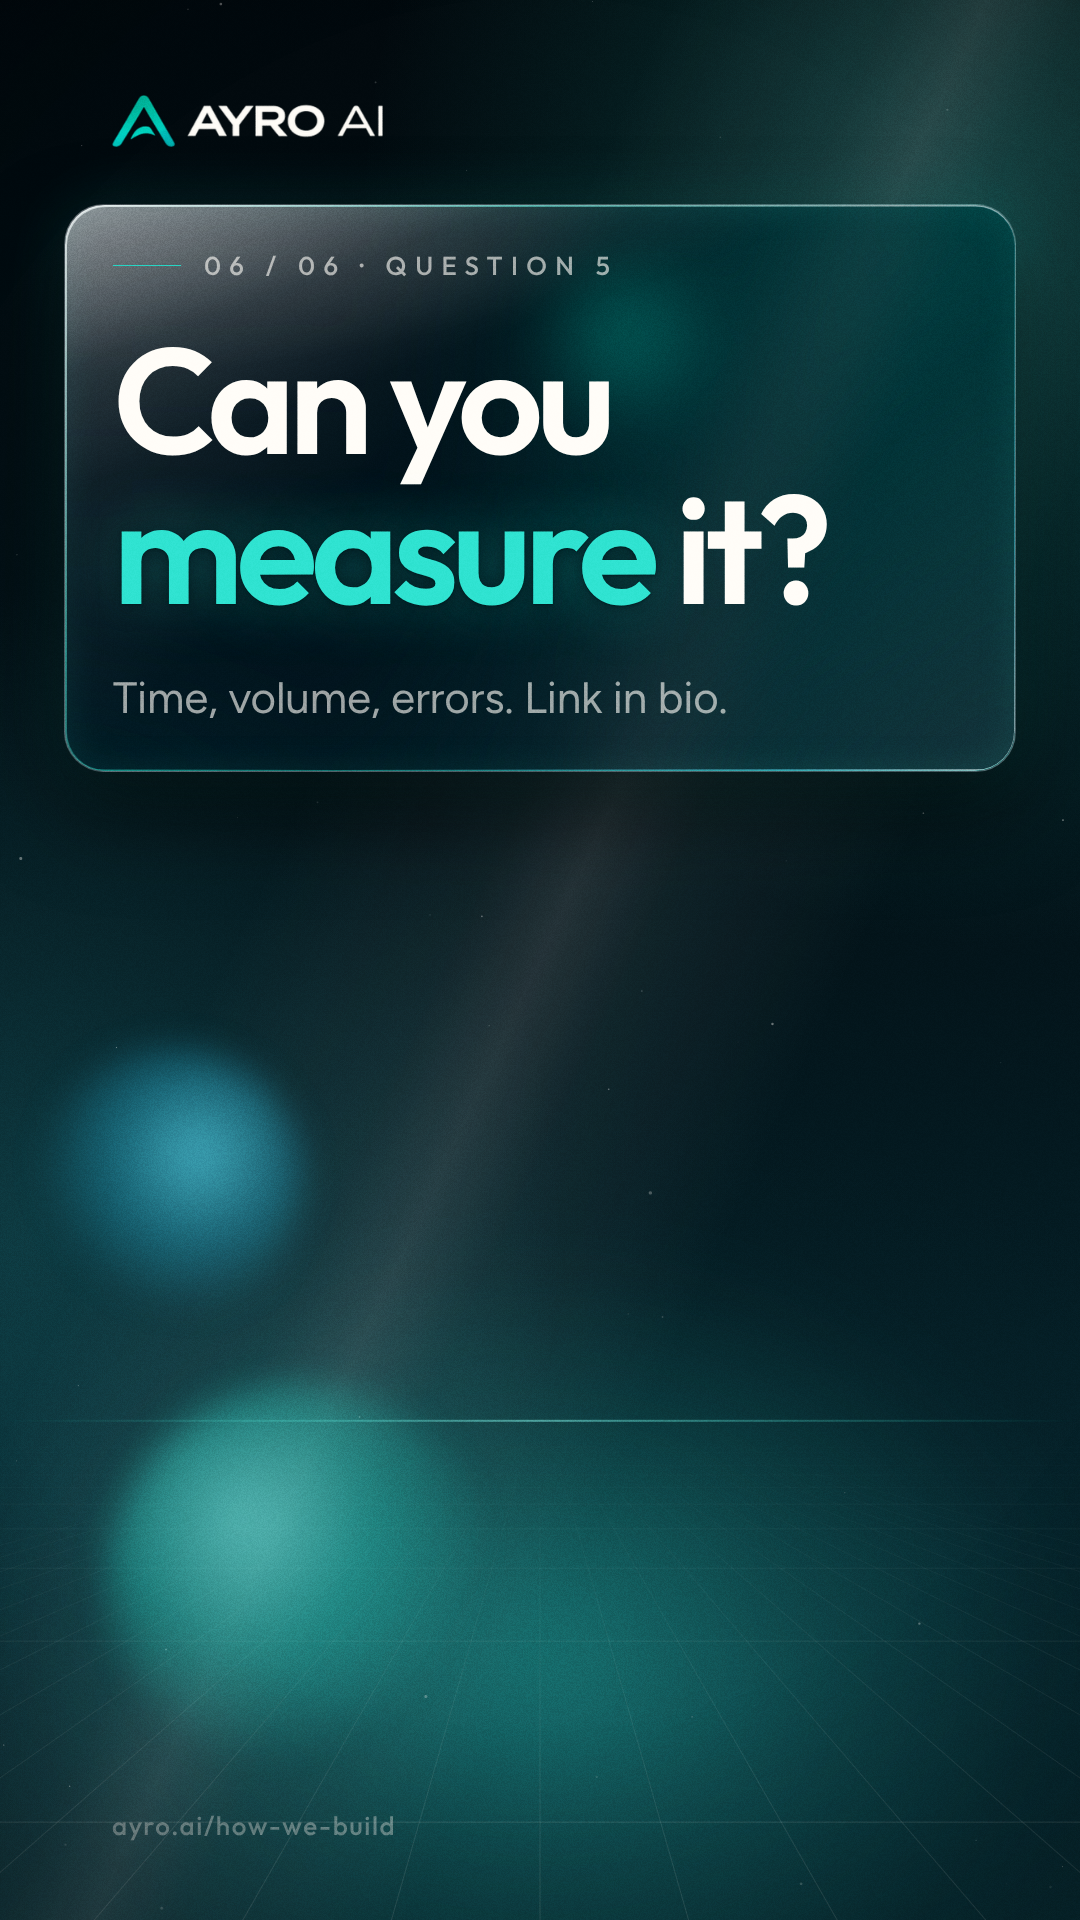 AYRO AI
06 / 06 · QUESTION 5
Can you
measure it?
Time, volume, errors. Link in bio.
ayro.ai/how-we-build